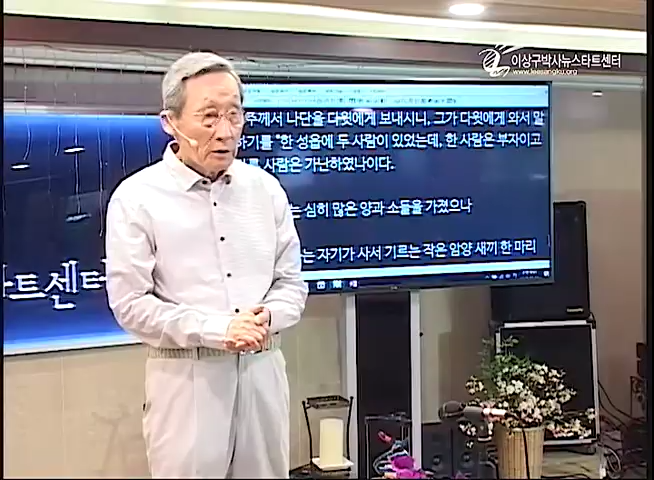 이상구박사뉴스타트센터
www.leesangku.org
주께서 나단을 다윗에게 보내시니, 그가 다윗에게 와서 말
하기를 "한 성읍에 두 사람이 있었는데, 한 사람은 부자이고
사람은 가난하였나이다.
는 심히 많은 양과 소들을 가졌으나
는 자기가 사서 기르는 작은 암양 새끼 한 마리
타트센터